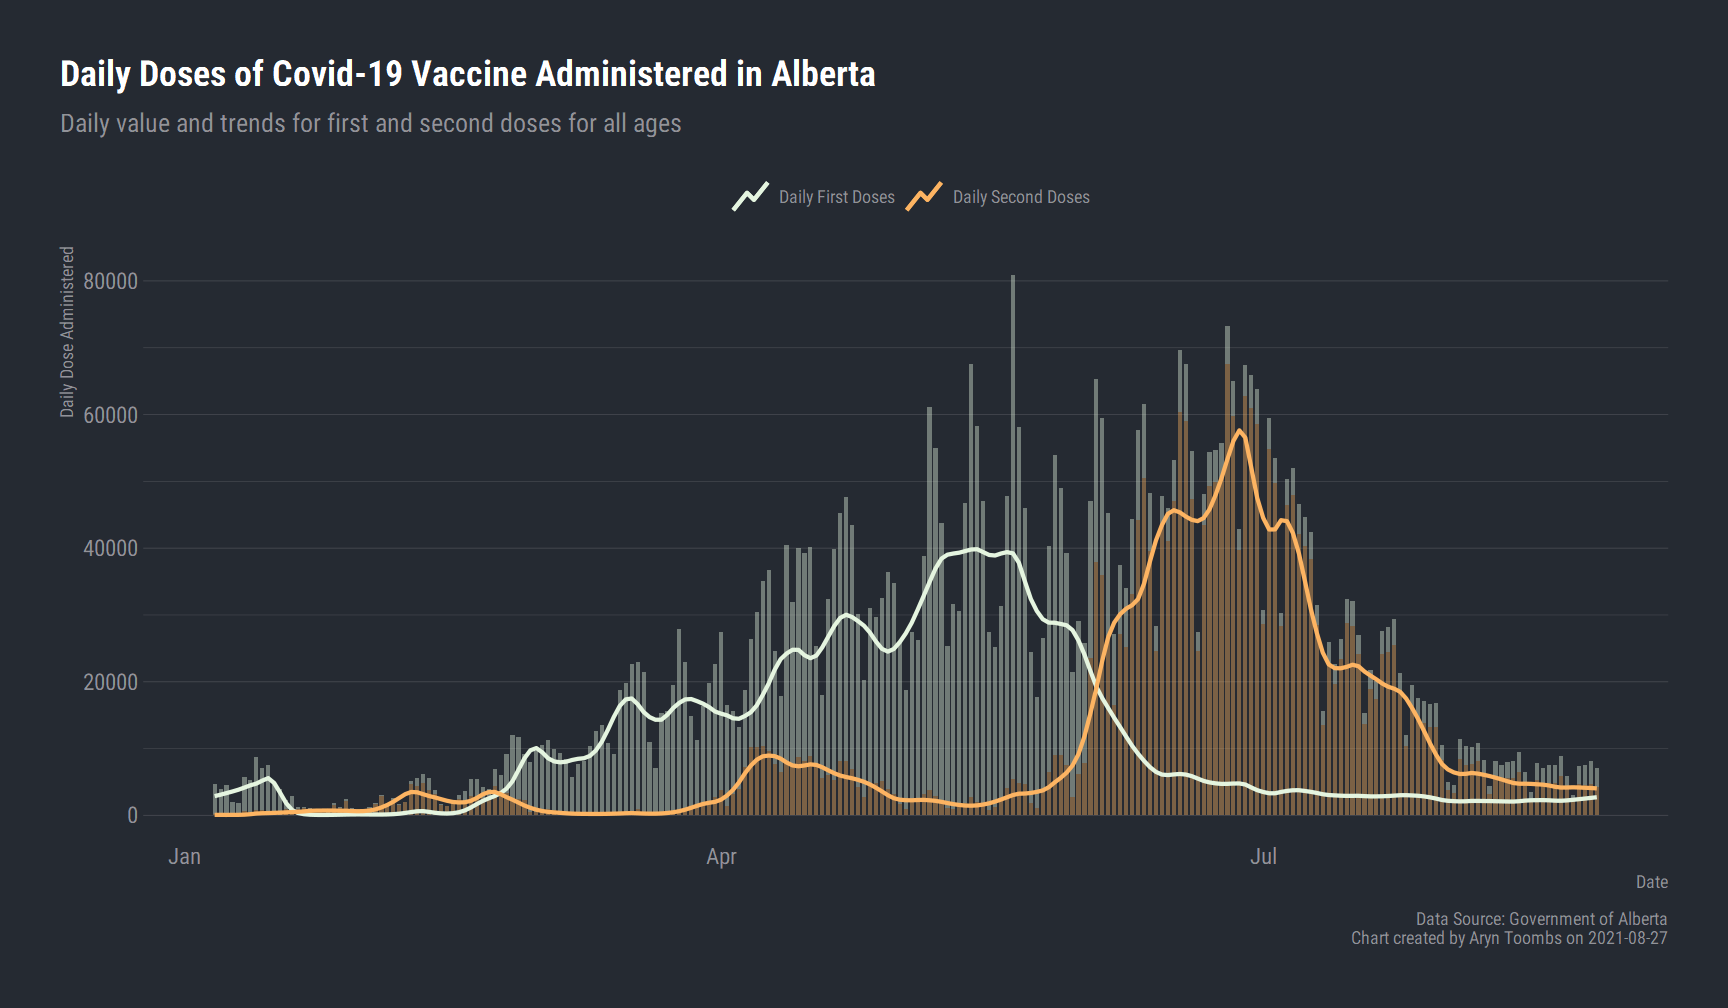 Daily Doses of Covid-19 Vaccine Administered in Alberta
Daily value and trends for first and second doses for all ages
Daily First Doses
Daily Second Doses
Daily Dose Administered
80000
60000
40000
20000
0
Jan
Apr
Jul
Date
Data Source: Government of Alberta
Chart created by Aryn Toombs on 2021-08-27